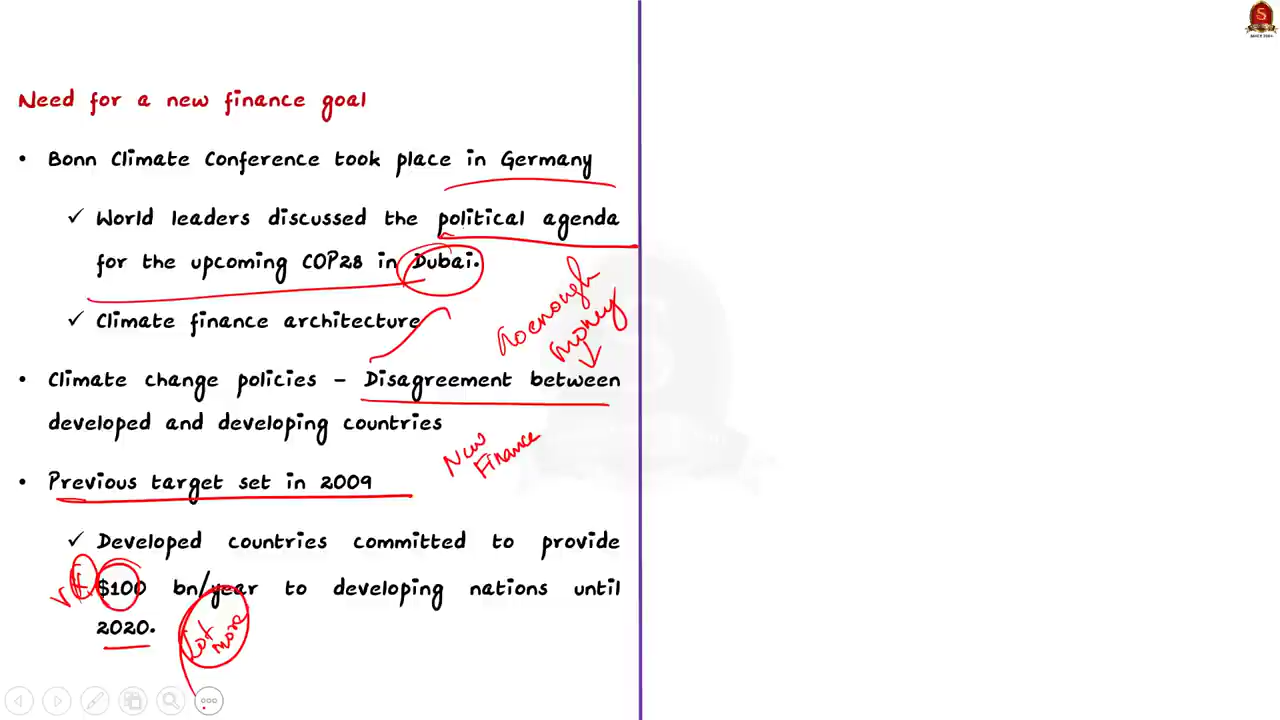 Need for a new finance goal
• Bonn Climate Conference took place in Germany
✓ World leaders discussed the political agenda
for the upcoming COP28 in Dubai.
✓ Climate finance architecture
money
• Climate change policies – Disagreement between
developed and developing countries
New
Finance
• Previous target set in 2009
✓ Developed countries committed to provide
$100 bn/year to developing nations until
2020.
Lot
more
S
SINCE 2004